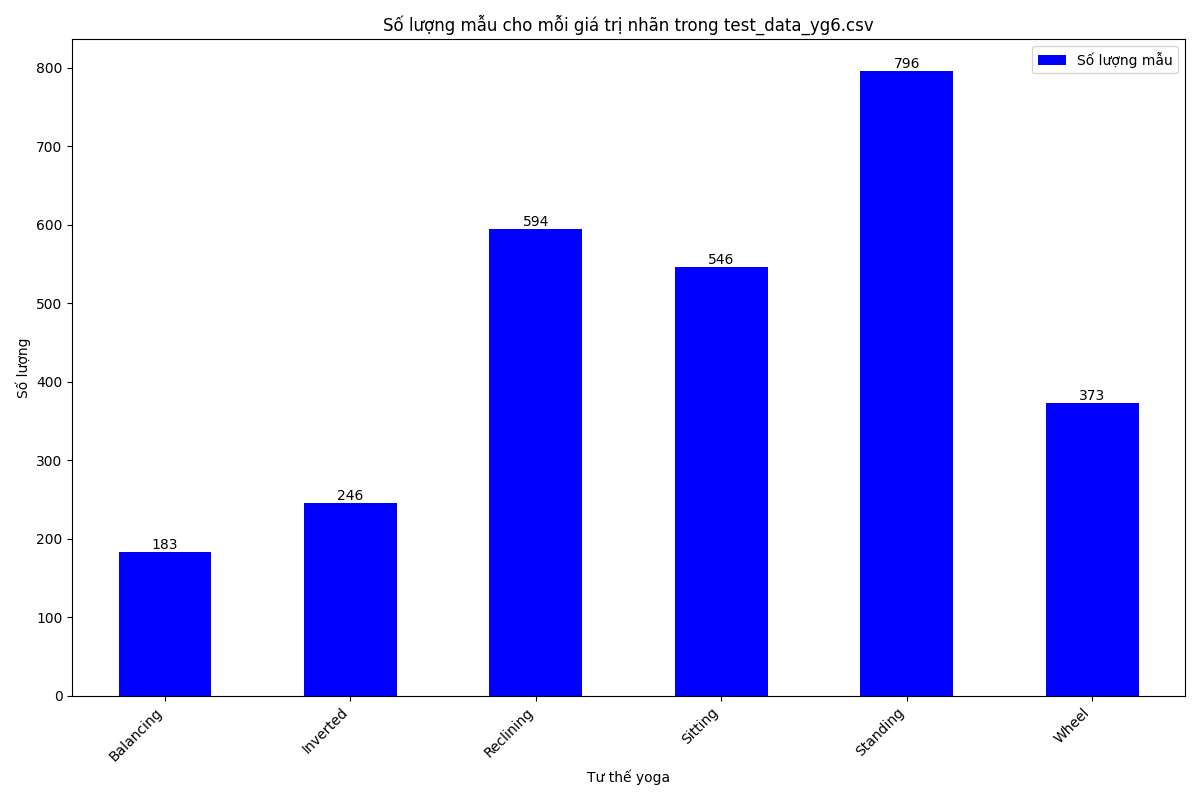 Số lượng mẫu cho mỗi giá trị nhãn trong test_data_yg6.csv
Số lượng mẫu
800
700
600
500
400
300
200
100
0
Số lượng
183
246
594
546
796
373
Balancing
Inverted
Reclining
Sitting
Standing
Wheel
Tư thế yoga